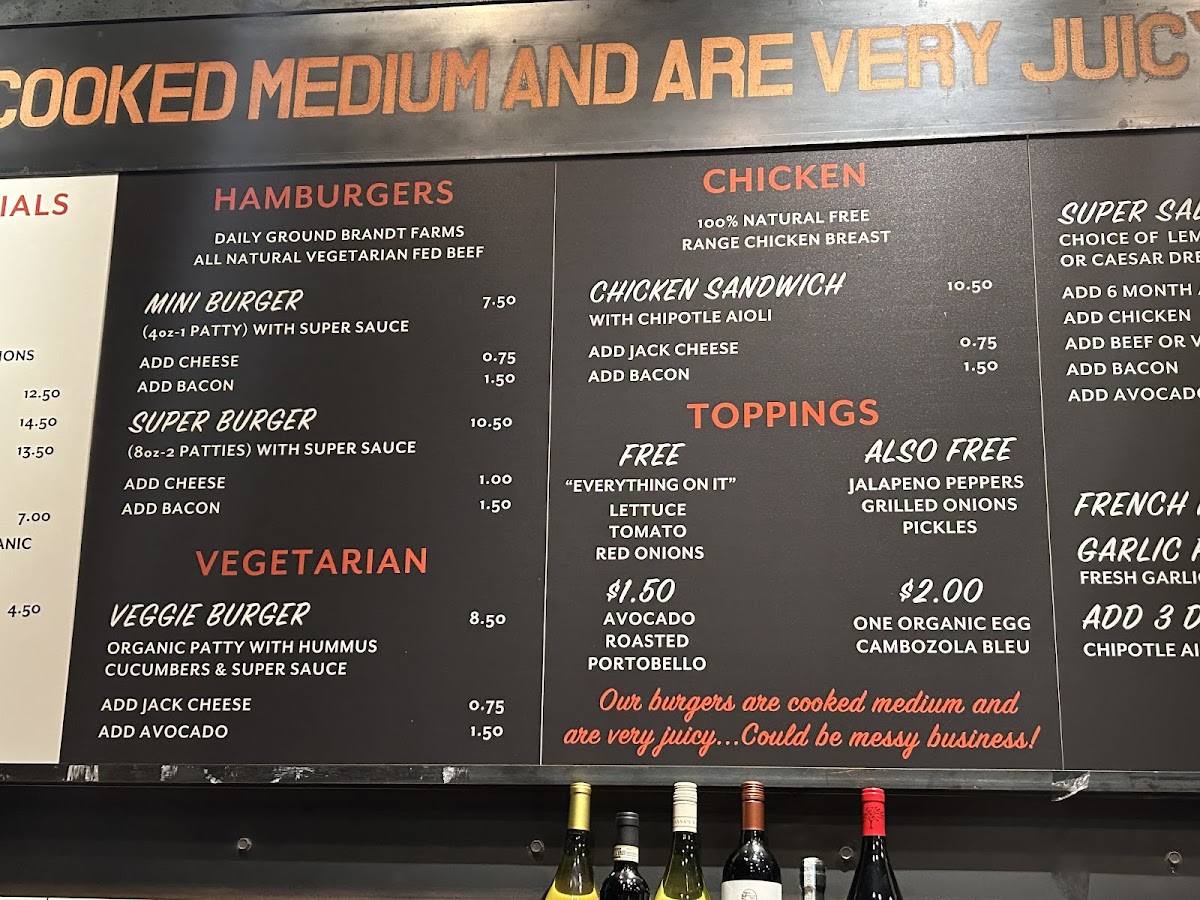 COOKED MEDIUM AND ARE VERY JUIC
IALS
IONS
12.50
14.50
13.50
7.00
ANIC
4.50
HAMBURGERS
DAILY GROUND BRANDT FARMS
ALL NATURAL VEGETARIAN FED BEEF
MINI BURGER 7.50
(4oz-1 PATTY) WITH SUPER SAUCE
ADD CHEESE 0.75
ADD BACON 1.50
SUPER BURGER 10.50
(8oz-2 PATTIES) WITH SUPER SAUCE
ADD CHEESE 1.00
ADD BACON 1.50
VEGETARIAN
VEGGIE BURGER 8.50
ORGANIC PATTY WITH HUMMUS
CUCUMBERS & SUPER SAUCE
ADD JACK CHEESE 0.75
ADD AVOCADO 1.50
CHICKEN
100% NATURAL FREE
RANGE CHICKEN BREAST
CHICKEN SANDWICH 10.50
WITH CHIPOTLE AIOLI
ADD JACK CHEESE 0.75
ADD BACON 1.50
TOPPINGS
FREE
"EVERYTHING ON IT"
LETTUCE
TOMATO
RED ONIONS
$1.50
AVOCADO
ROASTED
PORTOBELLO
ALSO FREE
JALAPENO PEPPERS
GRILLED ONIONS
PICKLES
$2.00
ONE ORGANIC EGG
CAMBOZOLA BLEU
Our burgers are cooked medium and
are very juicy...Could be messy business!
SUPER SAL
CHOICE OF LEM
OR CAESAR DRE
ADD 6 MONTH
ADD CHICKEN
ADD BEEF OR V
ADD BACON
ADD AVOCADO
FRENCH
GARLIC
FRESH GARLIC
ADD 3 D
CHIPOTLE AI